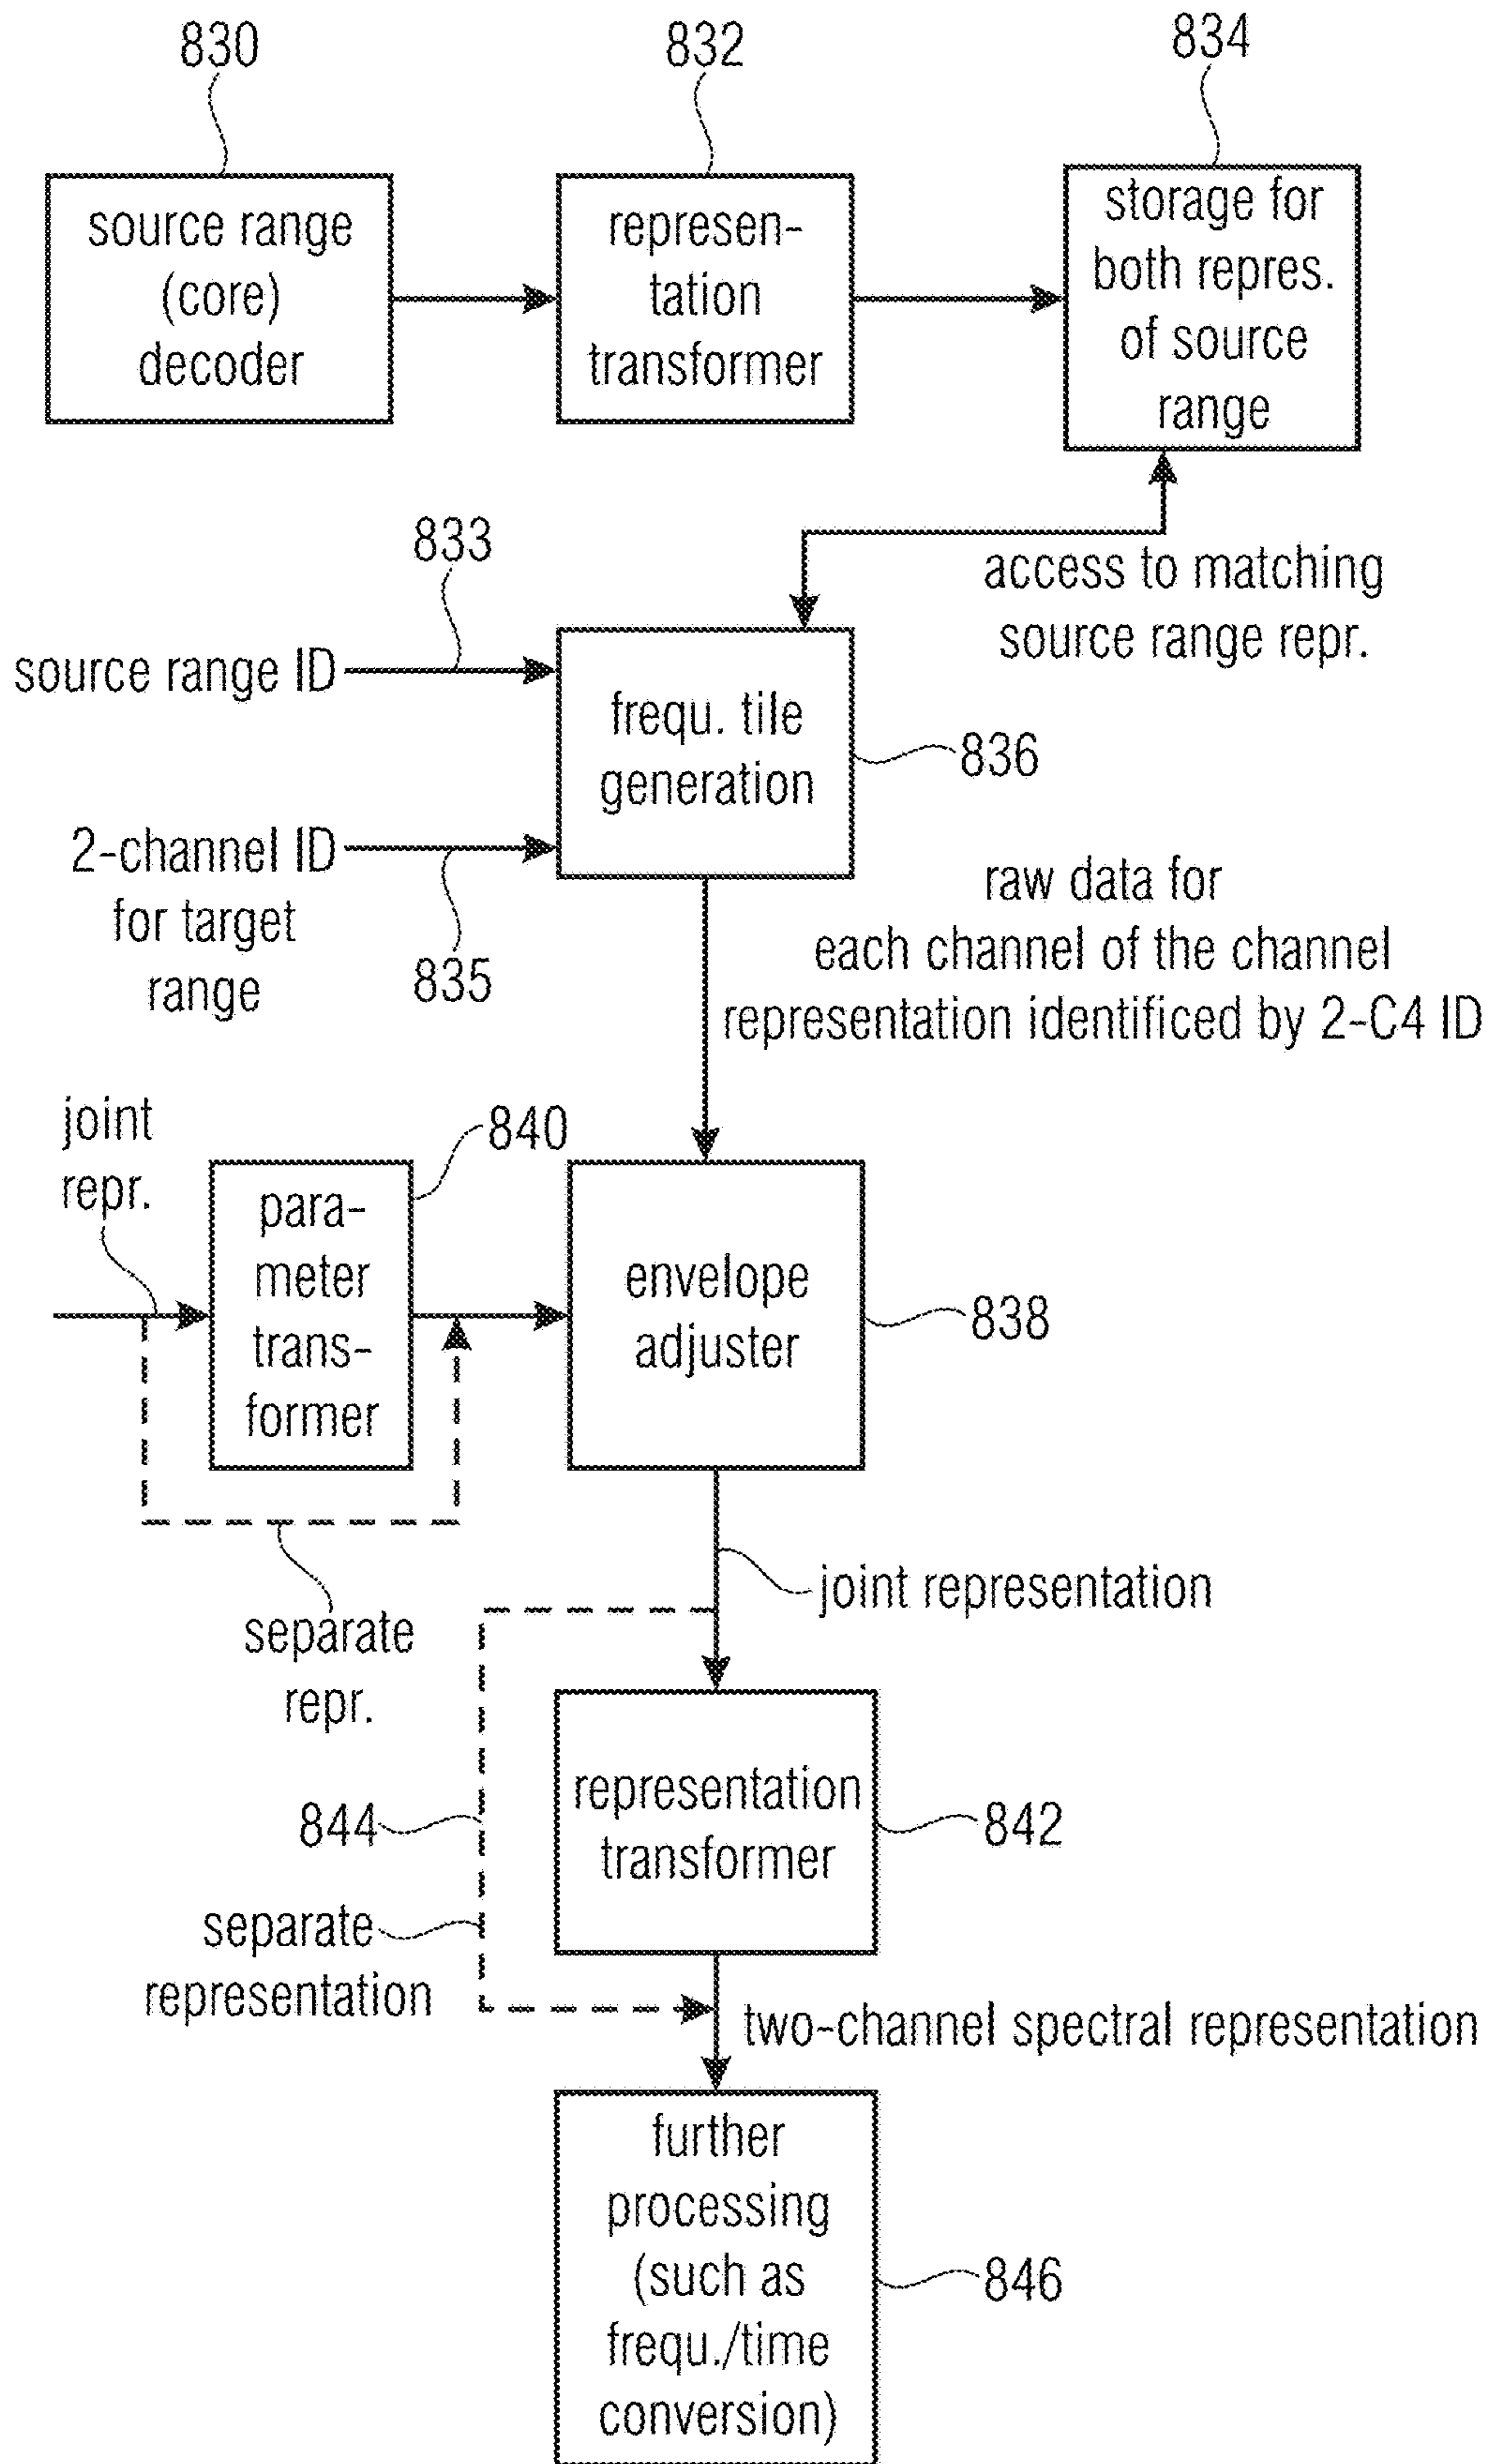 830
832
834
source range
(core)
decoder
represen-
tation
transformer
storage for
both repres.
of source
range
833
access to matching
source range repr.
source range ID
frequ. tile
generation
836
2-channel ID
for target
range
835
raw data for
each channel of the channel
representation identificed by 2-C4 ID
joint
repr.
840
para-
meter
trans-
former
envelope
adjuster
838
separate
repr.
joint representation
representation
transformer
842
844
separate
representation
two-channel spectral representation
further
processing
(such as
frequ./time
conversion)
846